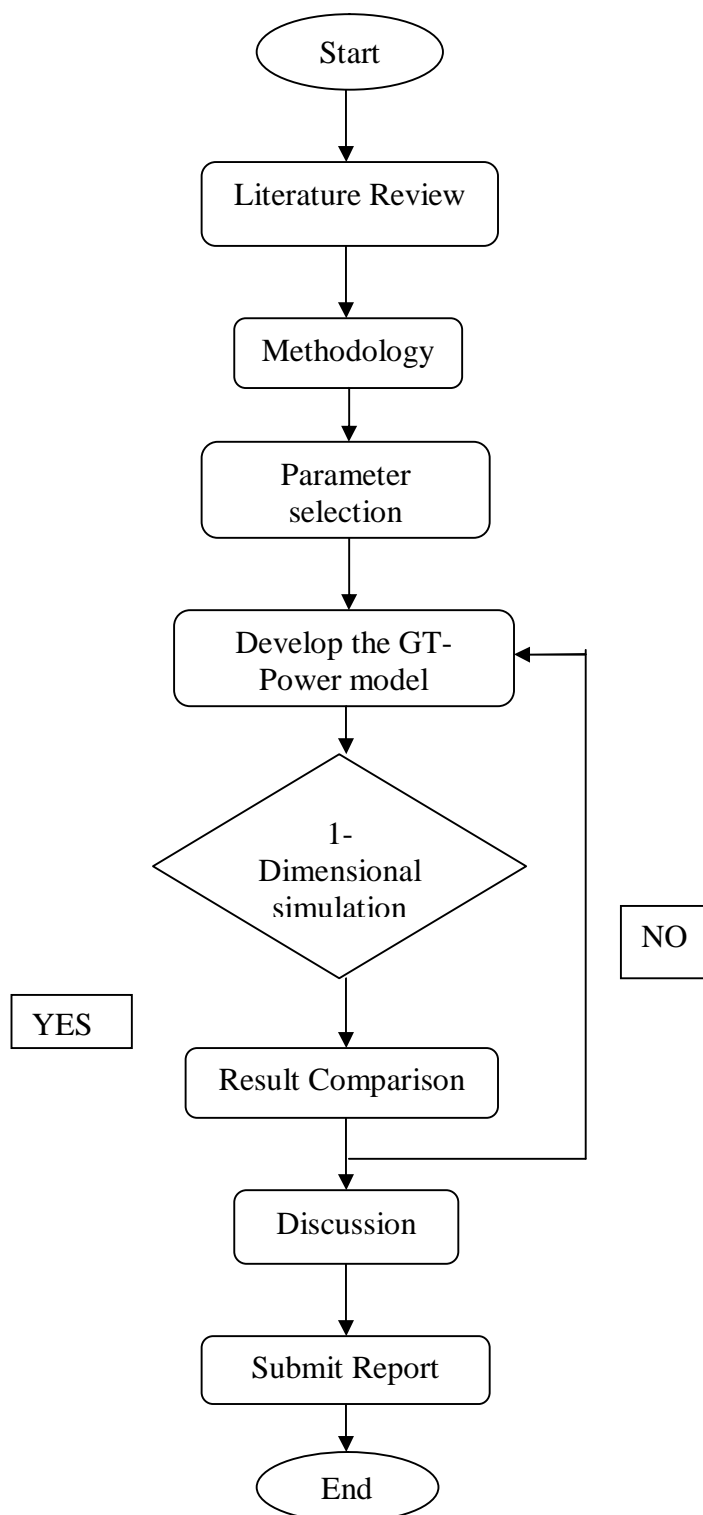 Start
Literature Review
Methodology
Parameter
selection
Develop the GT-
Power model
1-
Dimensional
simulation
NO
YES
Result Comparison
Discussion
Submit Report
End